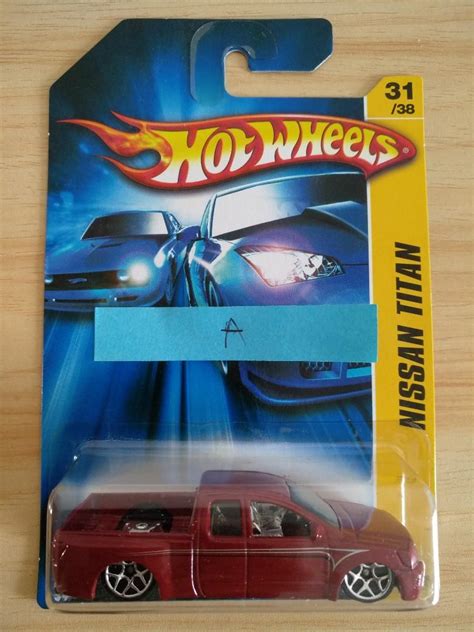 31
/38
HOT WHEELS®
NISSAN TITAN
A